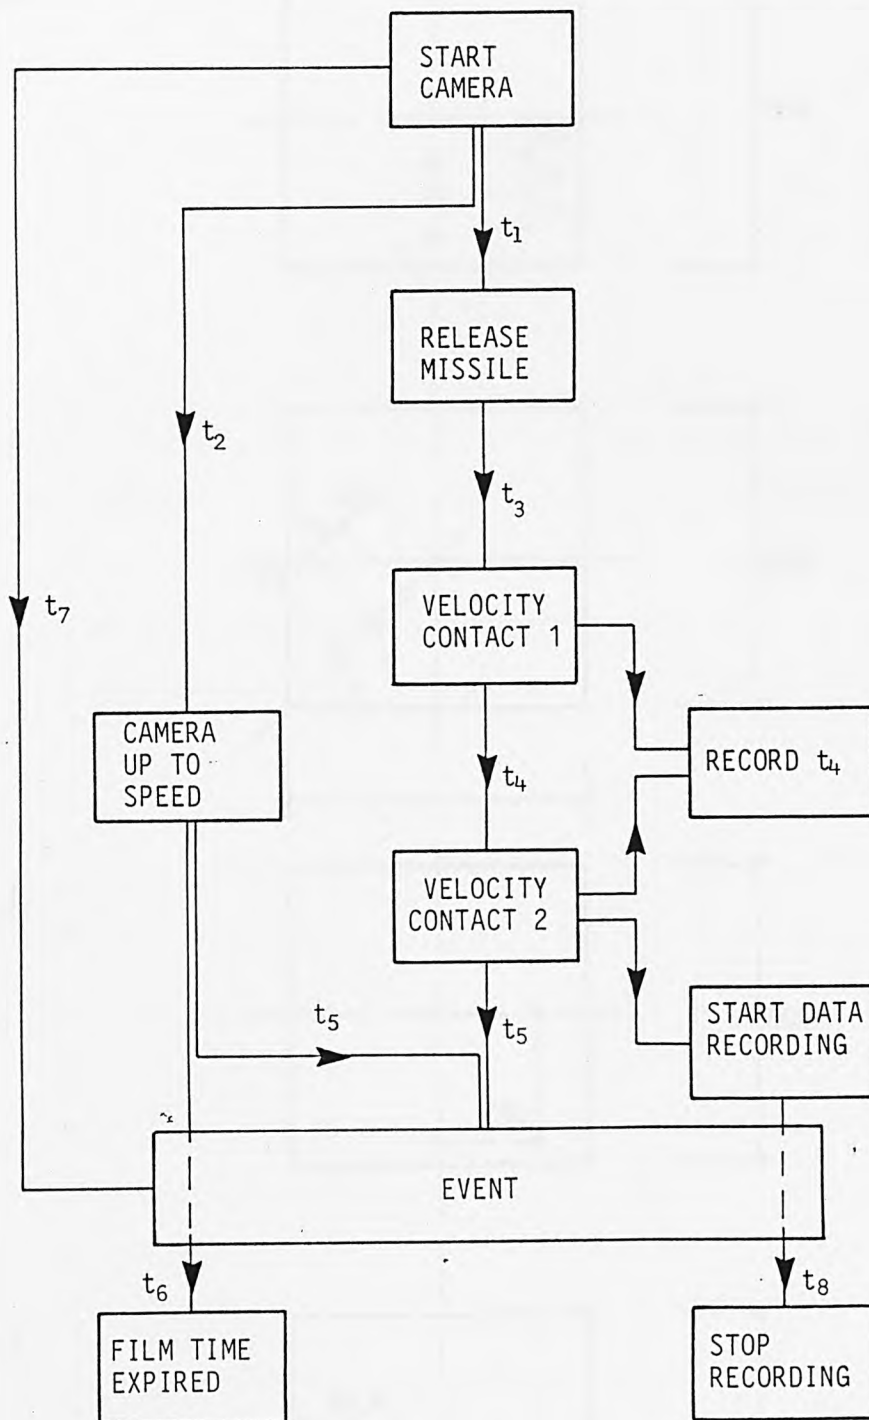 START
CAMERA
t1
RELEASE
MISSILE
t2
t3
t7
VELOCITY
CONTACT 1
CAMERA
UP TO
SPEED
RECORD t4
t4
VELOCITY
CONTACT 2
t5
t5
START DATA
RECORDING
EVENT
t6
t8
FILM TIME
EXPIRED
STOP
RECORDING